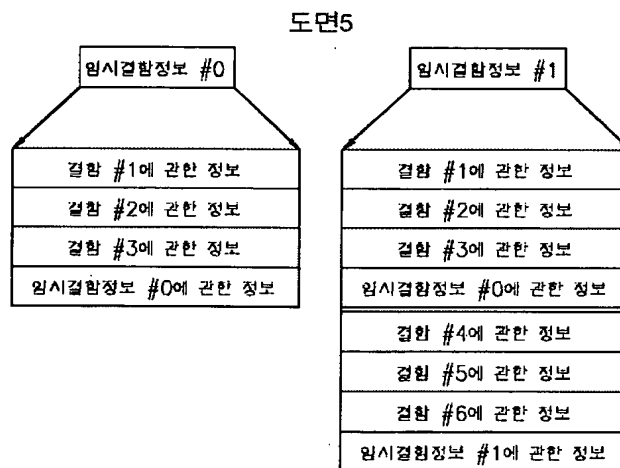 도면5
임시결함정보 #0
결함 #1에 관한 정보
결함 #2에 관한 정보
결함 #3에 관한 정보
임시결함정보 #0에 관한 정보
임시결함정보 #1
결함 #1에 관한 정보
결함 #2에 관한 정보
결함 #3에 관한 정보
임시결함정보 #0에 관한 정보
결함 #4에 관한 정보
결함 #5에 관한 정보
결함 #6에 관한 정보
임시결함정보 #1에 관한 정보